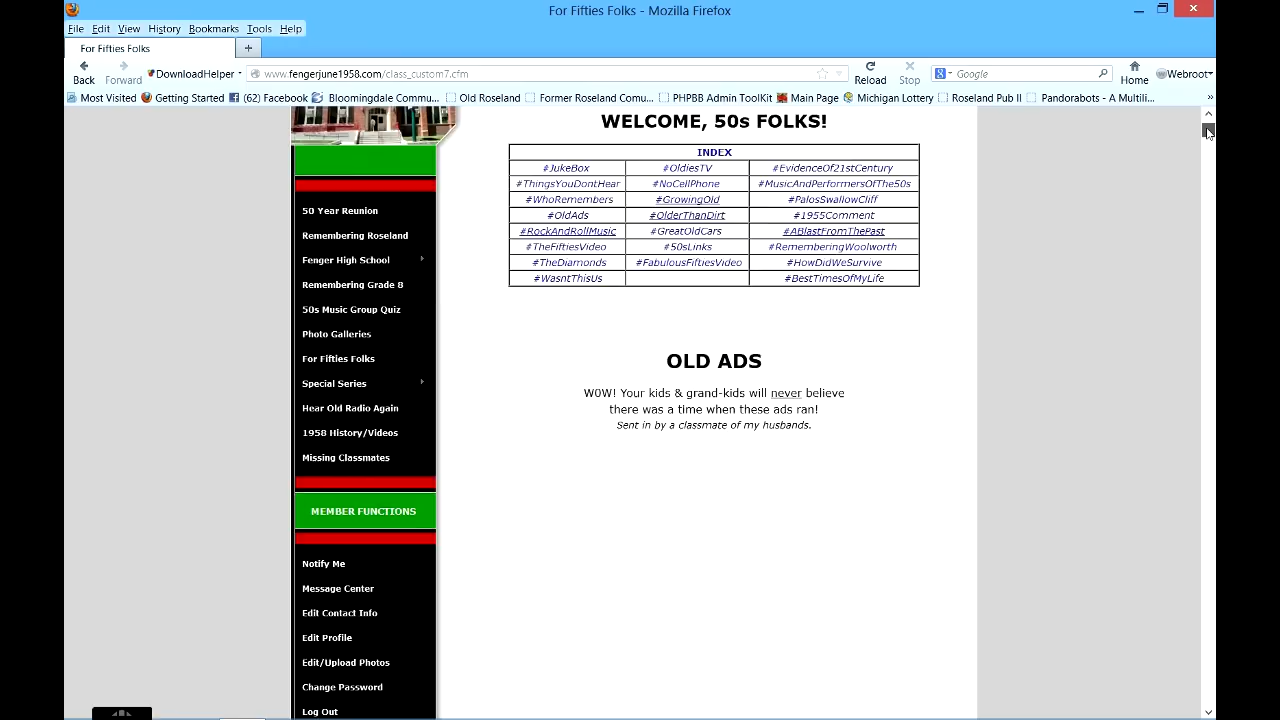 For Fifties Folks - Mozilla Firefox
File Edit View History Bookmarks Tools Help
For Fifties Folks +
Back Forward DownloadHelper www.fengerjune1958.com/class_custom7.cfm Reload Stop Google Home Webroot
Most Visited Getting Started (62) Facebook Bloomingdale Commu... Old Roseland Former Roseland Comu... PHPBB Admin ToolKit Main Page Michigan Lottery Roseland Pub II Pandorabots - A Multili... »
WELCOME, 50s FOLKS!
INDEX
#JukeBox #OldiesTV #EvidenceOf21stCentury
#ThingsYouDontHear #NoCellPhone #MusicAndPerformersOfThe50s
#WhoRemembers #GrowingOld #PalosSwallowCliff
#OldAds #OlderThanDirt #1955Comment
#RockAndRollMusic #GreatOldCars #ABlastFromThePast
#TheFiftiesVideo #50sLinks #RememberingWoolworth
#TheDiamonds #FabulousFiftiesVideo #HowDidWeSurvive
#WasntThisUs #BestTimesOfMyLife
50 Year Reunion
Remembering Roseland
Fenger High School
Remembering Grade 8
50s Music Group Quiz
Photo Galleries
For Fifties Folks
Special Series
Hear Old Radio Again
1958 History/Videos
Missing Classmates
MEMBER FUNCTIONS
Notify Me
Message Center
Edit Contact Info
Edit Profile
Edit/Upload Photos
Change Password
Log Out
OLD ADS
W0W! Your kids & grand-kids will never believe
there was a time when these ads ran!
Sent in by a classmate of my husbands.